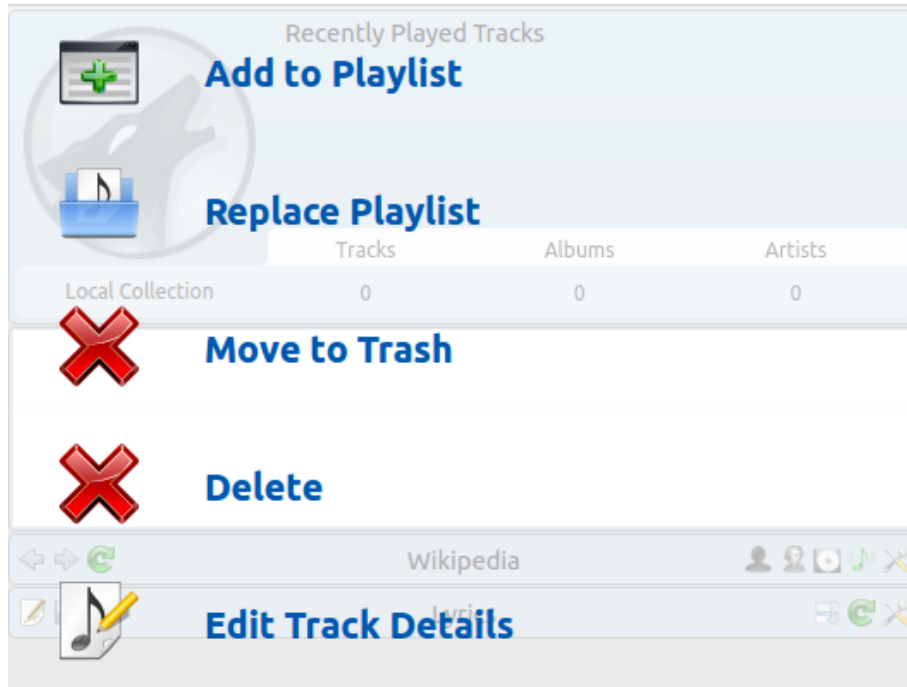 Recently Played Tracks
Add to Playlist
Replace Playlist
Tracks Albums Artists
Local Collection 0 0 0
Move to Trash
Delete
Wikipedia
Lyrics
Edit Track Details